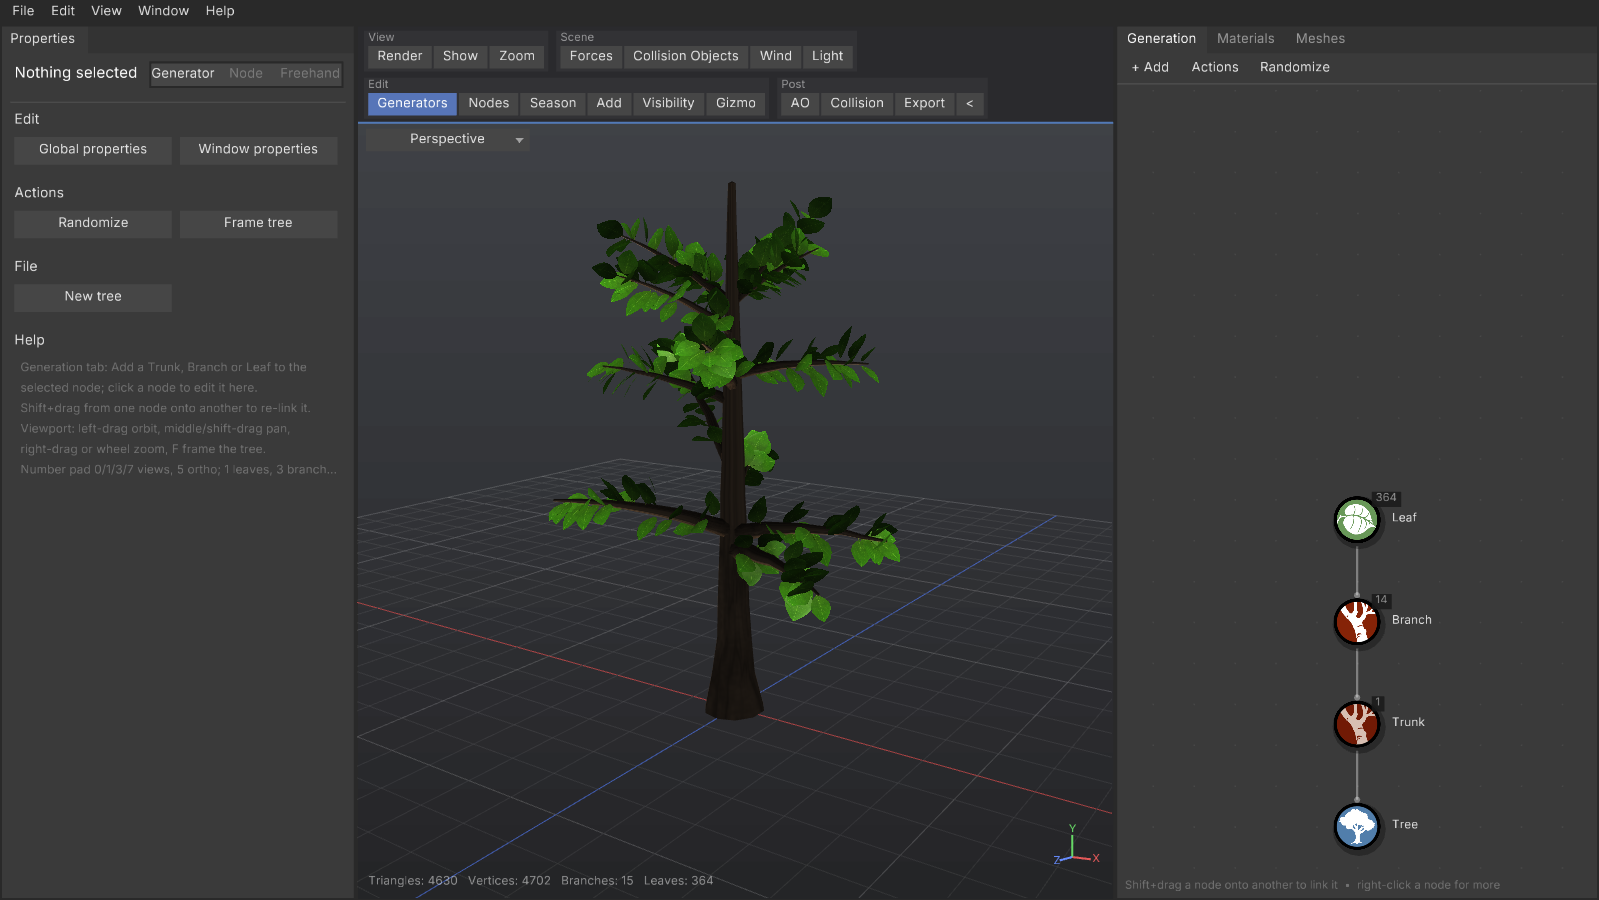 File Edit View Window Help
Properties
Nothing selected Generator Node Freehand
Edit
Global properties Window properties
Actions
Randomize Frame tree
File
New tree
Help
Generation tab: Add a Trunk, Branch or Leaf to the
selected node; click a node to edit it here.
Shift+drag from one node onto another to re-link it.
Viewport: left-drag orbit, middle/shift-drag pan,
right-drag or wheel zoom, F frame the tree.
Number pad 0/1/3/7 views, 5 ortho; 1 leaves, 3 branch...
View Scene
Render Show Zoom Forces Collision Objects Wind Light
Edit Post
Generators Nodes Season Add Visibility Gizmo AO Collision Export <
Perspective
Y
Z X
Triangles: 4630 Vertices: 4702 Branches: 15 Leaves: 364
Generation Materials Meshes
+ Add Actions Randomize
364
Leaf
14
Branch
1
Trunk
Tree
Shift+drag a node onto another to link it • right-click a node for more